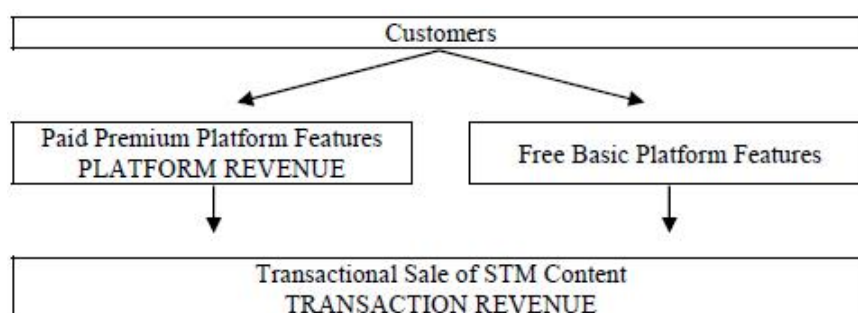 Customers
Paid Premium Platform Features
PLATFORM REVENUE
Free Basic Platform Features
Transactional Sale of STM Content
TRANSACTION REVENUE